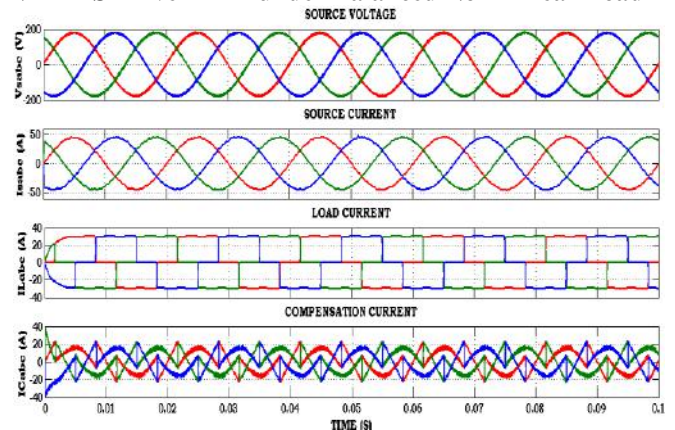 SOURCE VOLTAGE
200
0
-200
Vsabc (V)
SOURCE CURRENT
50
0
50
Isabc (A)
LOAD CURRENT
40
20
0
-20
-40
ILabc (A)
COMPENSATION CURRENT
40
20
0
-20
-40
ICabc (A)
0 0.01 0.02 0.03 0.04 0.05 0.06 0.07 0.08 0.09 0.1
TIME (S)